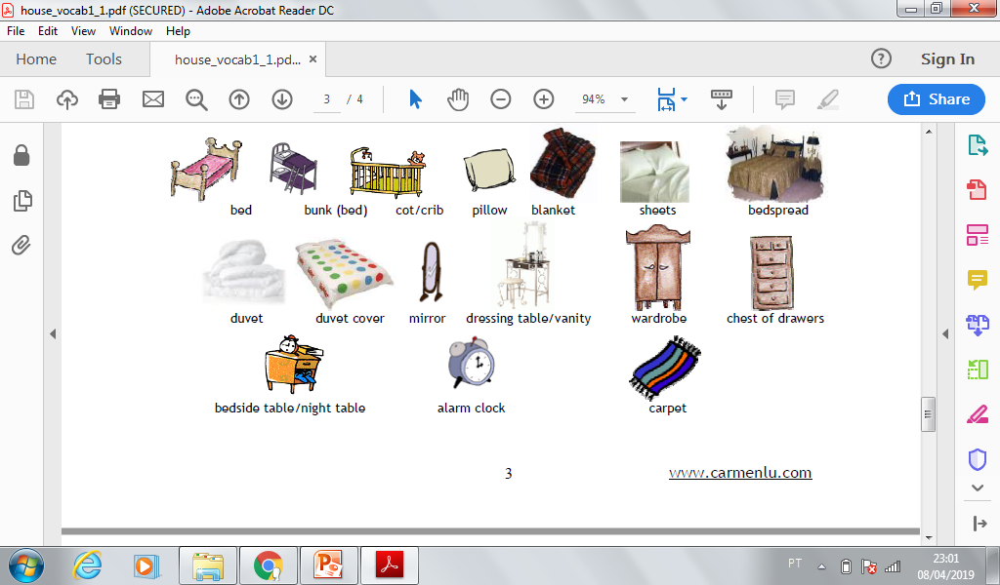 house_vocab1_1.pdf (SECURED) - Adobe Acrobat Reader DC
File Edit View Window Help
Home Tools house_vocab1_1.pd... Sign In
3 / 4 94% Share
bed bunk (bed) cot/crib pillow blanket sheets bedspread
duvet duvet cover mirror dressing table/vanity wardrobe chest of drawers
bedside table/night table alarm clock carpet
3 www.carmenlu.com
PT 23:01
08/04/2019